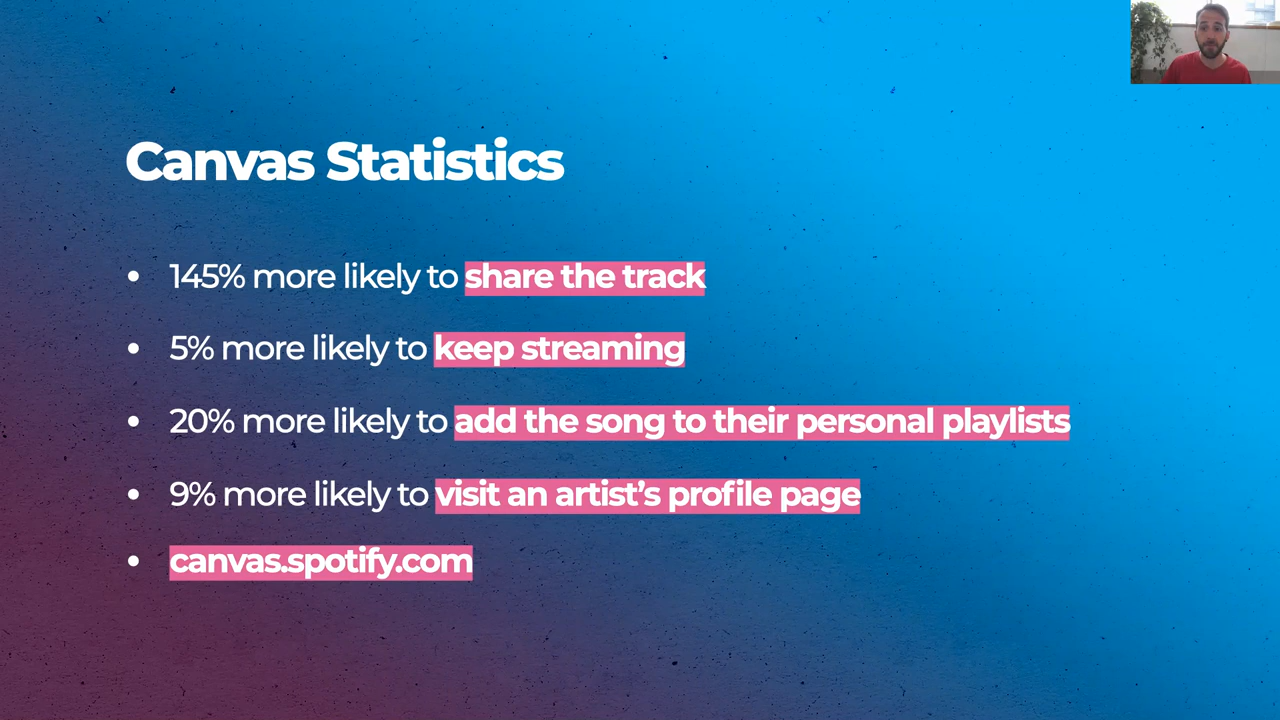 Canvas Statistics
• 145% more likely to share the track
• 5% more likely to keep streaming
• 20% more likely to add the song to their personal playlists
• 9% more likely to visit an artist’s profile page
• canvas.spotify.com